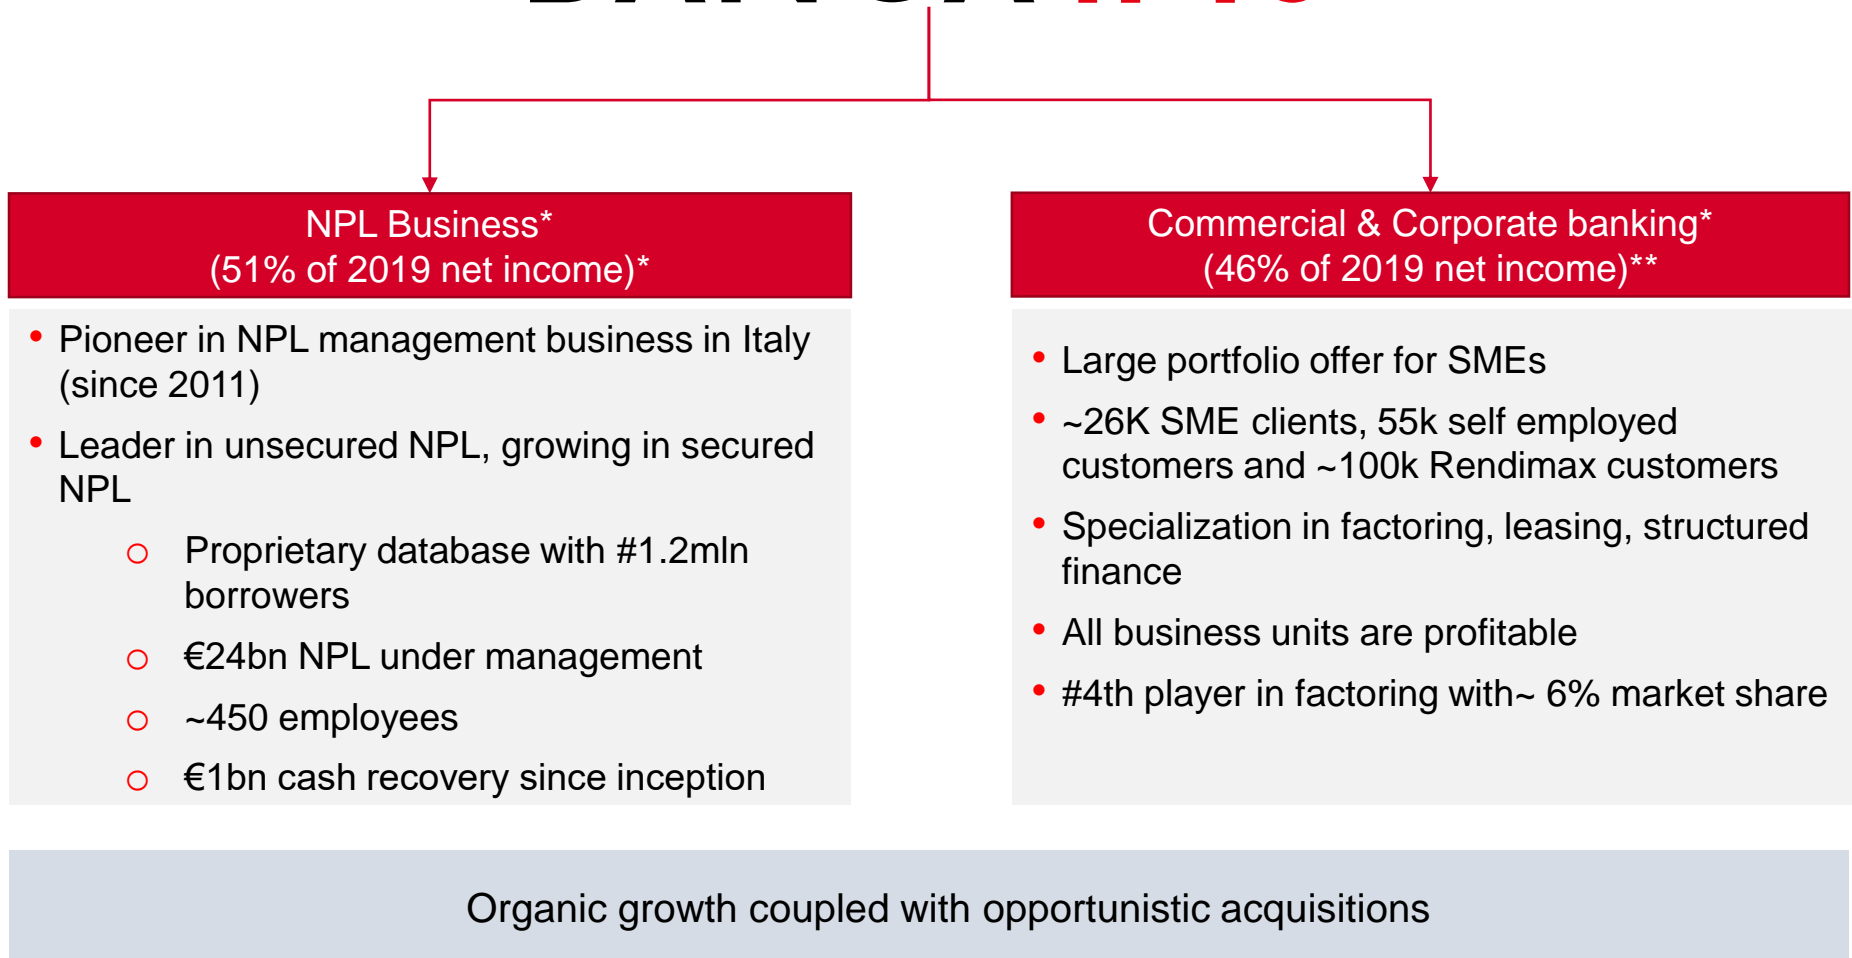 NPL Business*
(51% of 2019 net income)*
• Pioneer in NPL management business in Italy
(since 2011)
• Leader in unsecured NPL, growing in secured
NPL
o Proprietary database with #1.2mln
borrowers
o €24bn NPL under management
o ~450 employees
o €1bn cash recovery since inception
Commercial & Corporate banking*
(46% of 2019 net income)**
• Large portfolio offer for SMEs
• ~26K SME clients, 55k self employed
customers and ~100k Rendimax customers
• Specialization in factoring, leasing, structured
finance
• All business units are profitable
• #4th player in factoring with~ 6% market share
Organic growth coupled with opportunistic acquisitions